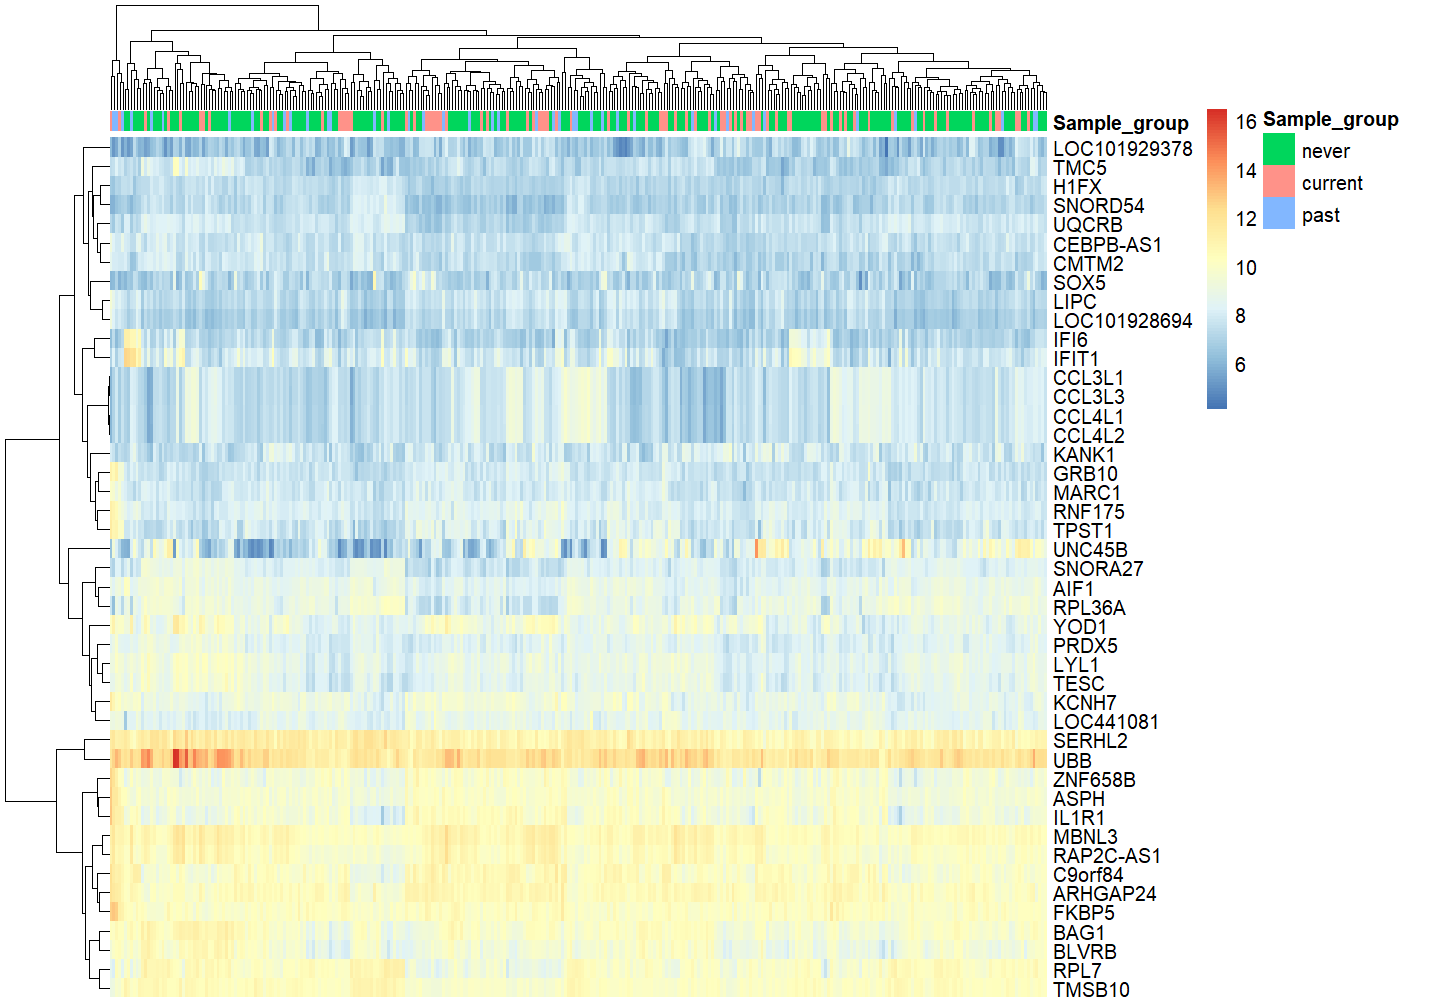 Sample_group
LOC101929378
TMC5
H1FX
SNORD54
UQCRB
CEBPB-AS1
CMTM2
SOX5
LIPC
LOC101928694
IFI6
IFIT1
CCL3L1
CCL3L3
CCL4L1
CCL4L2
KANK1
GRB10
MARC1
RNF175
TPST1
UNC45B
SNORA27
AIF1
RPL36A
YOD1
PRDX5
LYL1
TESC
KCNH7
LOC441081
SERHL2
UBB
ZNF658B
ASPH
IL1R1
MBNL3
RAP2C-AS1
C9orf84
ARHGAP24
FKBP5
BAG1
BLVRB
RPL7
TMSB10
16
14
12
10
8
6
Sample_group
never
current
past